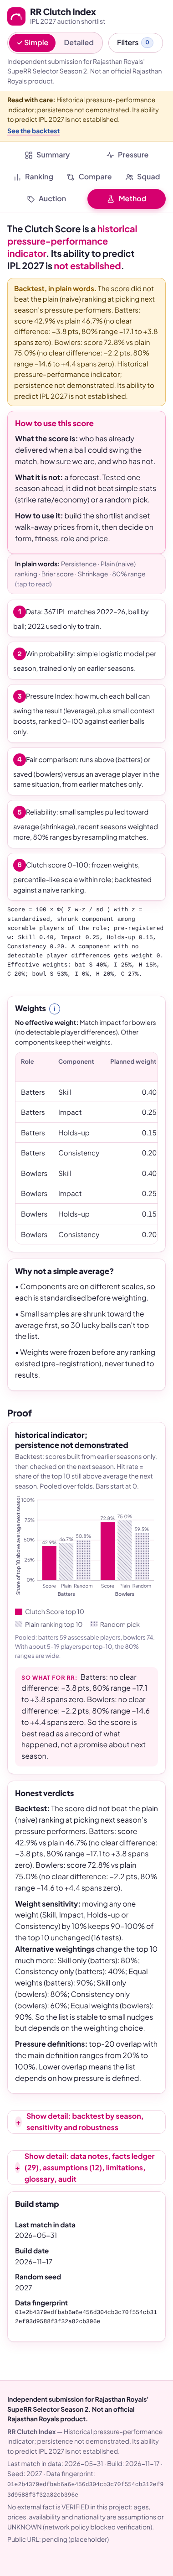 RR Clutch Index
IPL 2027 auction shortlist
✓ Simple
Detailed
Filters 0
Independent submission for Rajasthan Royals'
SupeRR SelectoR Season 2. Not an official Rajasthan
Royals product.
Read with care: Historical pressure-performance
indicator; persistence not demonstrated. Its ability
to predict IPL 2027 is not established.
See the backtest
Summary
Pressure
Ranking
Compare
Squad
Auction
Method
The Clutch Score is a historical
pressure-performance
indicator. Its ability to predict
IPL 2027 is not established.
Backtest, in plain words. The score did not
beat the plain (naive) ranking at picking next
season's pressure performers. Batters:
score 42.9% vs plain 46.7% (no clear
difference: −3.8 pts, 80% range −17.1 to +3.8
spans zero). Bowlers: score 72.8% vs plain
75.0% (no clear difference: −2.2 pts, 80%
range −14.6 to +4.4 spans zero). Historical
pressure-performance indicator;
persistence not demonstrated. Its ability to
predict IPL 2027 is not established.
How to use this score
What the score is: who has already
delivered when a ball could swing the
match, how sure we are, and who has not.
What it is not: a forecast. Tested one
season ahead, it did not beat simple stats
(strike rate/economy) or a random pick.
How to use it: build the shortlist and set
walk-away prices from it, then decide on
form, fitness, role and price.
In plain words: Persistence · Plain (naive)
ranking · Brier score · Shrinkage · 80% range
(tap to read)
1 Data: 367 IPL matches 2022–26, ball by
ball; 2022 used only to train.
2 Win probability: simple logistic model per
season, trained only on earlier seasons.
3 Pressure Index: how much each ball can
swing the result (leverage), plus small context
boosts, ranked 0–100 against earlier balls
only.
4 Fair comparison: runs above (batters) or
saved (bowlers) versus an average player in the
same situation, from earlier matches only.
5 Reliability: small samples pulled toward
average (shrinkage), recent seasons weighted
more, 80% ranges by resampling matches.
6 Clutch score 0–100: frozen weights,
percentile-like scale within role; backtested
against a naive ranking.
Score = 100 × Φ( Σ w·z / sd ) with z =
standardised, shrunk component among
scorable players of the role; pre-registered
w: Skill 0.40, Impact 0.25, Holds-up 0.15,
Consistency 0.20. A component with no
detectable player differences gets weight 0.
Effective weights: bat S 40%, I 25%, H 15%,
C 20%; bowl S 53%, I 0%, H 20%, C 27%.
Weights i
No effective weight: Match impact for bowlers
(no detectable player differences). Other
components keep their weights.
Role Component Planned weight
Batters Skill 0.40
Batters Impact 0.25
Batters Holds-up 0.15
Batters Consistency 0.20
Bowlers Skill 0.40
Bowlers Impact 0.25
Bowlers Holds-up 0.15
Bowlers Consistency 0.20
Why not a simple average?
• Components are on different scales, so
each is standardised before weighting.
• Small samples are shrunk toward the
average first, so 30 lucky balls can't top
the list.
• Weights were frozen before any ranking
existed (pre-registration), never tuned to
results.
Proof
historical indicator;
persistence not demonstrated
Backtest: scores built from earlier seasons only,
then checked on the next season. Hit rate =
share of the top 10 still above average the next
season. Pooled over folds. Bars start at 0.
Share of top 10 above average next season
100%
75%
50%
25%
0%
42.9%
46.7%
50.8%
72.8%
75.0%
59.5%
Score Plain Random
Score Plain Random
Batters
Bowlers
Clutch Score top 10
Plain ranking top 10
Random pick
Pooled: batters 59 assessable players, bowlers 74.
With about 5–19 players per top-10, the 80%
ranges are wide.
SO WHAT FOR RR: Batters: no clear
difference: −3.8 pts, 80% range −17.1
to +3.8 spans zero. Bowlers: no clear
difference: −2.2 pts, 80% range −14.6
to +4.4 spans zero. So the score is
best read as a record of what
happened, not a promise about next
season.
Honest verdicts
Backtest: The score did not beat the plain
(naive) ranking at picking next season's
pressure performers. Batters: score
42.9% vs plain 46.7% (no clear difference:
−3.8 pts, 80% range −17.1 to +3.8 spans
zero). Bowlers: score 72.8% vs plain
75.0% (no clear difference: −2.2 pts, 80%
range −14.6 to +4.4 spans zero).
Weight sensitivity: moving any one
weight (Skill, Impact, Holds-up or
Consistency) by 10% keeps 90–100% of
the top 10 unchanged (16 tests).
Alternative weightings change the top 10
much more: Skill only (batters): 80%;
Consistency only (batters): 40%; Equal
weights (batters): 90%; Skill only
(bowlers): 80%; Consistency only
(bowlers): 60%; Equal weights (bowlers):
90%. So the list is stable to small nudges
but depends on the weighting choice.
Pressure definitions: top-20 overlap with
the main definition ranges from 20% to
100%. Lower overlap means the list
depends on how pressure is defined.
+ Show detail: backtest by season,
sensitivity and robustness
+ Show detail: data notes, facts ledger
(29), assumptions (12), limitations,
glossary, audit
Build stamp
Last match in data
2026-05-31
Build date
2026-11-17
Random seed
2027
Data fingerprint
Independent submission for Rajasthan Royals'
SupeRR SelectoR Season 2. Not an official
Rajasthan Royals product.
RR Clutch Index — Historical pressure-performance
indicator; persistence not demonstrated. Its ability
to predict IPL 2027 is not established.
Last match in data: 2026-05-31 · Build: 2026-11-17 ·
Seed: 2027 · Data fingerprint:
No external fact is VERIFIED in this project: ages,
prices, availability and nationality are assumptions or
UNKNOWN (network policy blocked verification).
Public URL: pending (placeholder)